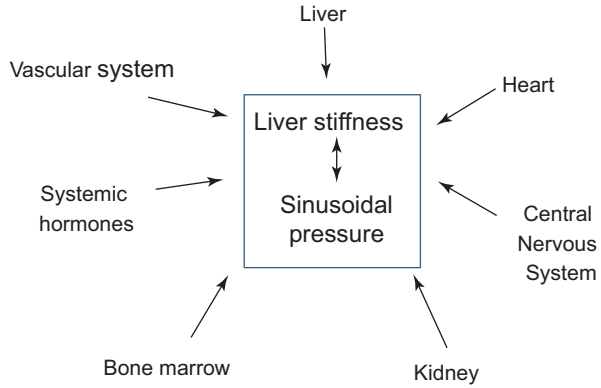 Liver
Vascular system
Heart
Liver stiffness
Systemic
hormones
Sinusoidal
pressure
Central
Nervous
System
Bone marrow
Kidney